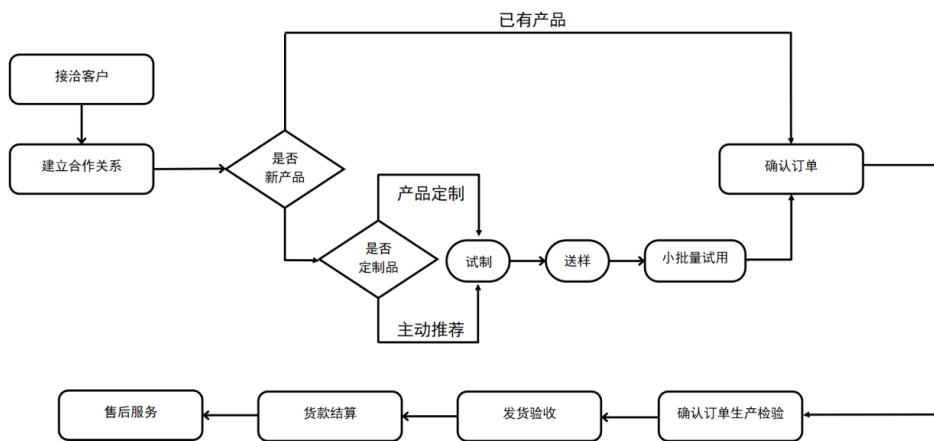 已有产品
接洽客户
建立合作关系
是否
新产品
确认订单
产品定制
是否
定制品
试制
送样
小批量试用
主动推荐
售后服务
货款结算
发货验收
确认订单生产检验